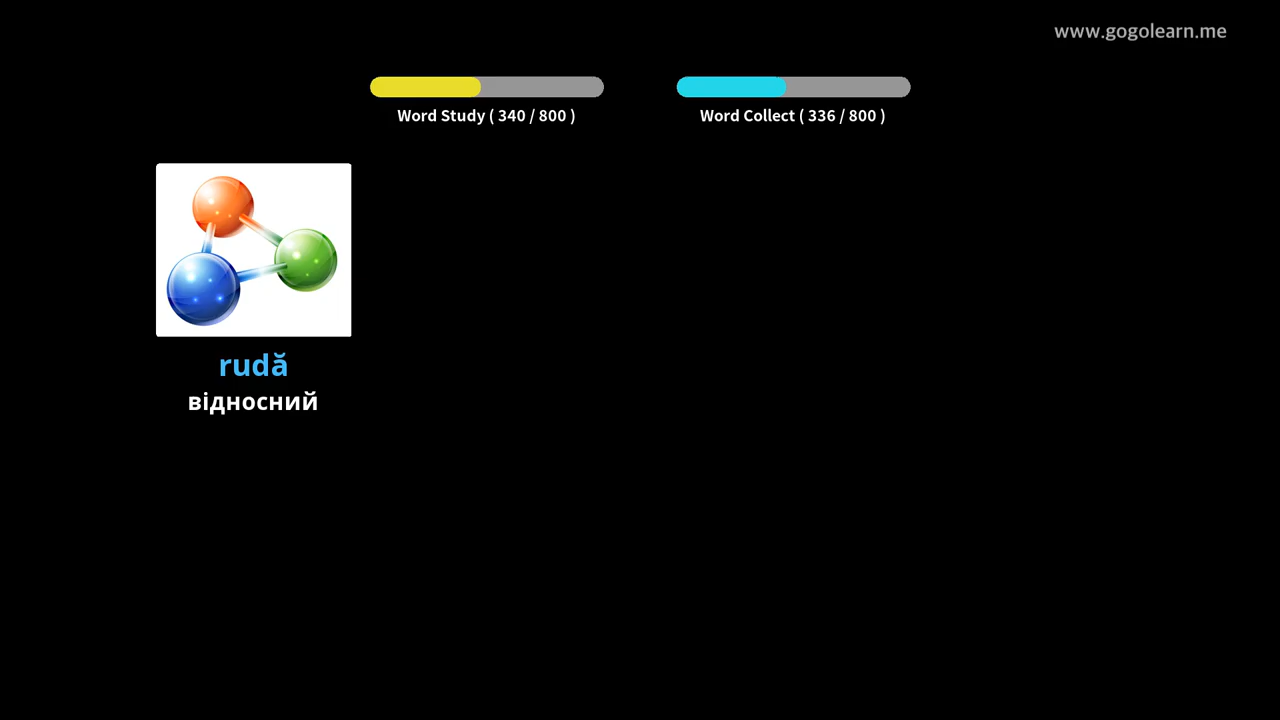 www.gogolearn.me
Word Study ( 340 / 800 )
Word Collect ( 336 / 800 )
rudă
відносний